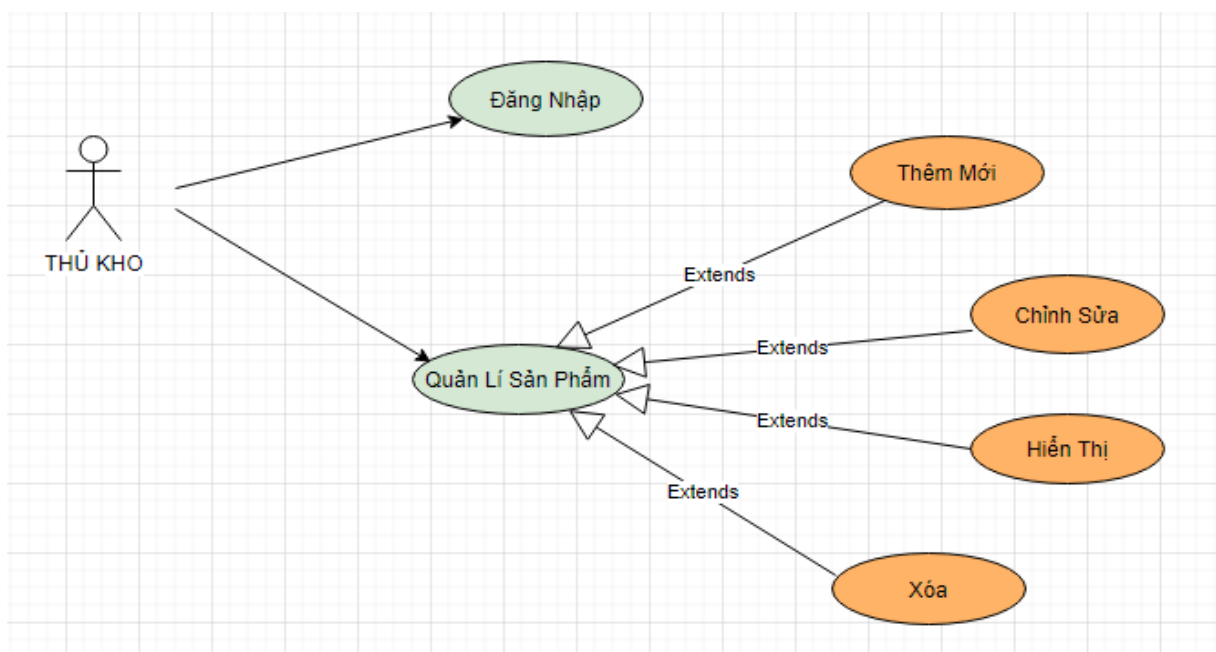 Đăng Nhập
Thêm Mới
THỦ KHO
Extends
Chỉnh Sửa
Extends
Quản Lí Sản Phẩm
Extends
Hiển Thị
Extends
Xóa